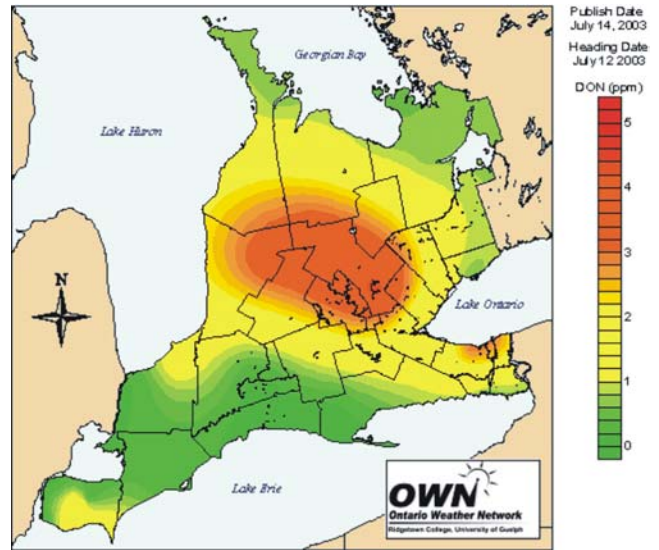 Publish Date
July 14, 2003
Heading Date
July 12 2003
DON (ppm)
5
4
3
2
1
0
Georgian Bay
Lake Huron
N
Lake Ontario
Lake Erie
OWN
Ontario Weather Network
Ridgetown College, University of Guelph